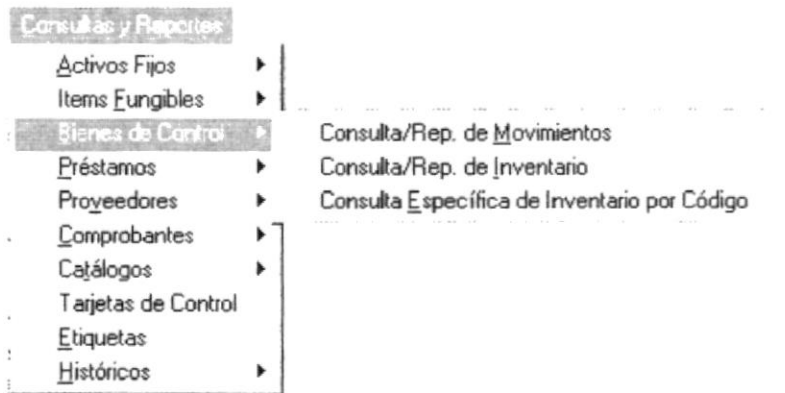 Consultas y Reportes
Activos Fijos
Items Fungibles
Bienes de Control
Consulta/Rep. de Movimientos
Préstamos
Consulta/Rep. de Inventario
Proveedores
Consulta Específica de Inventario por Código
Comprobantes
Catálogos
Tarjetas de Control
Etiquetas
Históricos